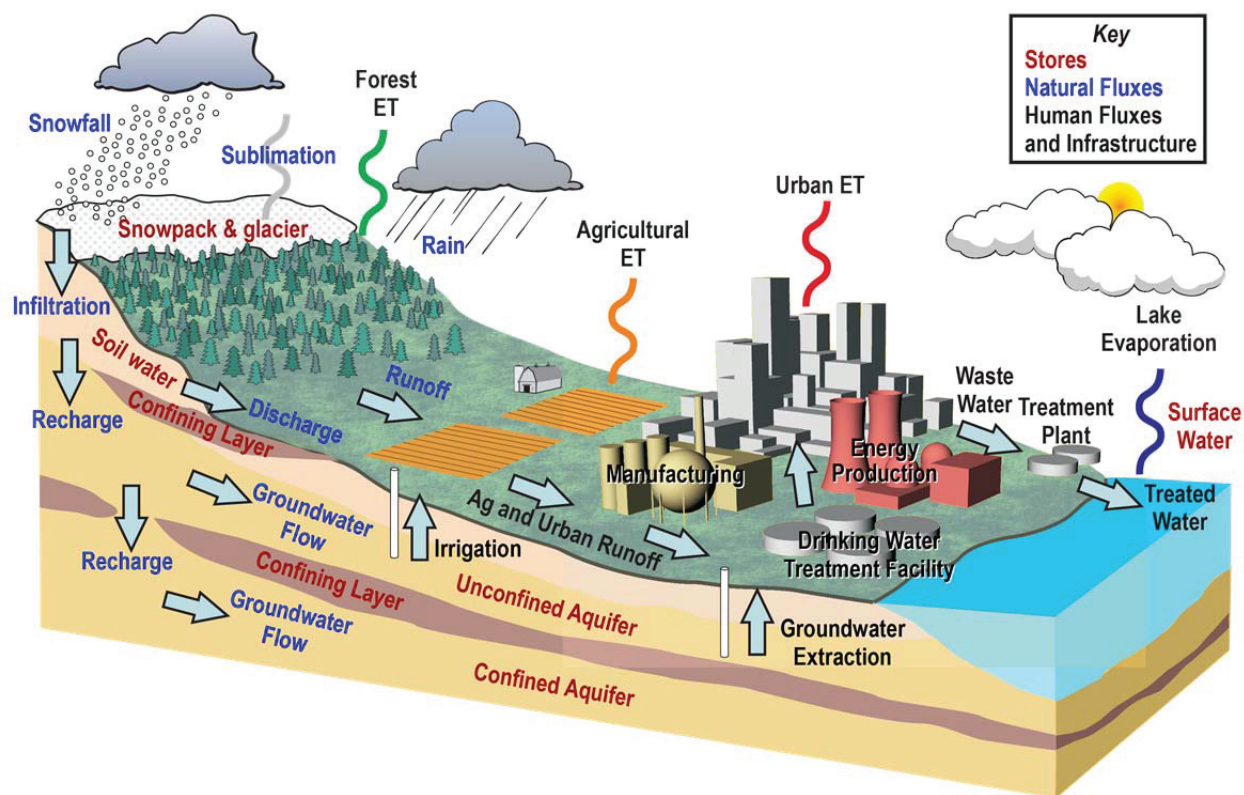 Key
Stores
Natural Fluxes
Human Fluxes
and Infrastructure
Forest
ET
Snowfall
Sublimation
Urban ET
Snowpack & glacier
Rain
Agricultural
ET
Infiltration
Lake
Evaporation
Soil water
Runoff
Waste
Water
Treatment
Plant
Surface
Water
Recharge
Confining Layer
Discharge
Manufacturing
Energy
Production
Treated
Water
Groundwater
Flow
Irrigation
Ag and Urban Runoff
Drinking Water
Treatment Facility
Recharge
Confining Layer
Unconfined Aquifer
Groundwater
Flow
Groundwater
Extraction
Confined Aquifer